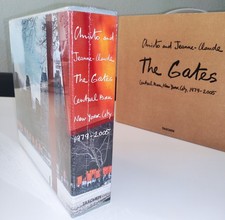 Christo and
Jeanne-Claude
The Gates
Central Park,
New York City
1979-2005
TASCHEN
Christo and Jeanne-Claude
The Gates
Central Park, New York City, 1979-2005
TASCHEN